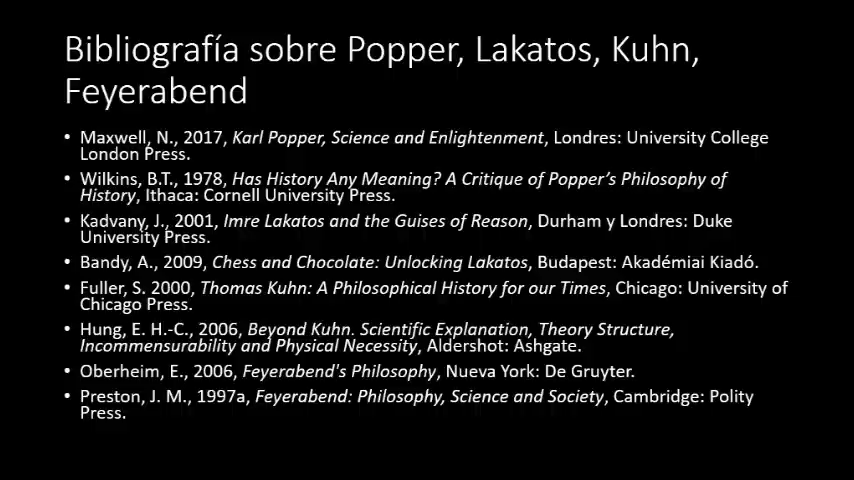 Bibliografía sobre Popper, Lakatos, Kuhn,
Feyerabend
• Maxwell, N., 2017, Karl Popper, Science and Enlightenment, Londres: University College
London Press.
• Wilkins, B.T., 1978, Has History Any Meaning? A Critique of Popper’s Philosophy of
History, Ithaca: Cornell University Press.
• Kadvany, J., 2001, Imre Lakatos and the Guises of Reason, Durham y Londres: Duke
University Press.
• Bandy, A., 2009, Chess and Chocolate: Unlocking Lakatos, Budapest: Akadémiai Kiadó.
• Fuller, S. 2000, Thomas Kuhn: A Philosophical History for our Times, Chicago: University of
Chicago Press.
• Hung, E. H.-C., 2006, Beyond Kuhn. Scientific Explanation, Theory Structure,
Incommensurability and Physical Necessity, Aldershot: Ashgate.
• Oberheim, E., 2006, Feyerabend's Philosophy, Nueva York: De Gruyter.
• Preston, J. M., 1997a, Feyerabend: Philosophy, Science and Society, Cambridge: Polity
Press.